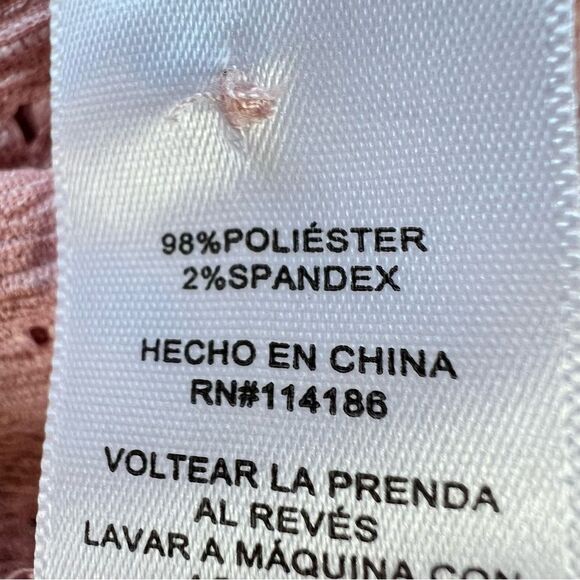 98%POLIÉSTER
2%SPANDEX
HECHO EN CHINA
RN#114186
VOLTEAR LA PRENDA
AL REVÉS
LAVAR A MÁQUINA CON